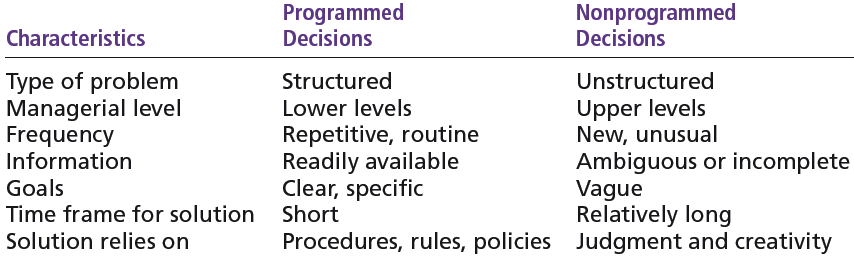 Programmed Nonprogrammed
Characteristics Decisions Decisions
Type of problem Structured Unstructured
Managerial level Lower levels Upper levels
Frequency Repetitive, routine New, unusual
Information Readily available Ambiguous or incomplete
Goals Clear, specific Vague
Time frame for solution Short Relatively long
Solution relies on Procedures, rules, policies Judgment and creativity